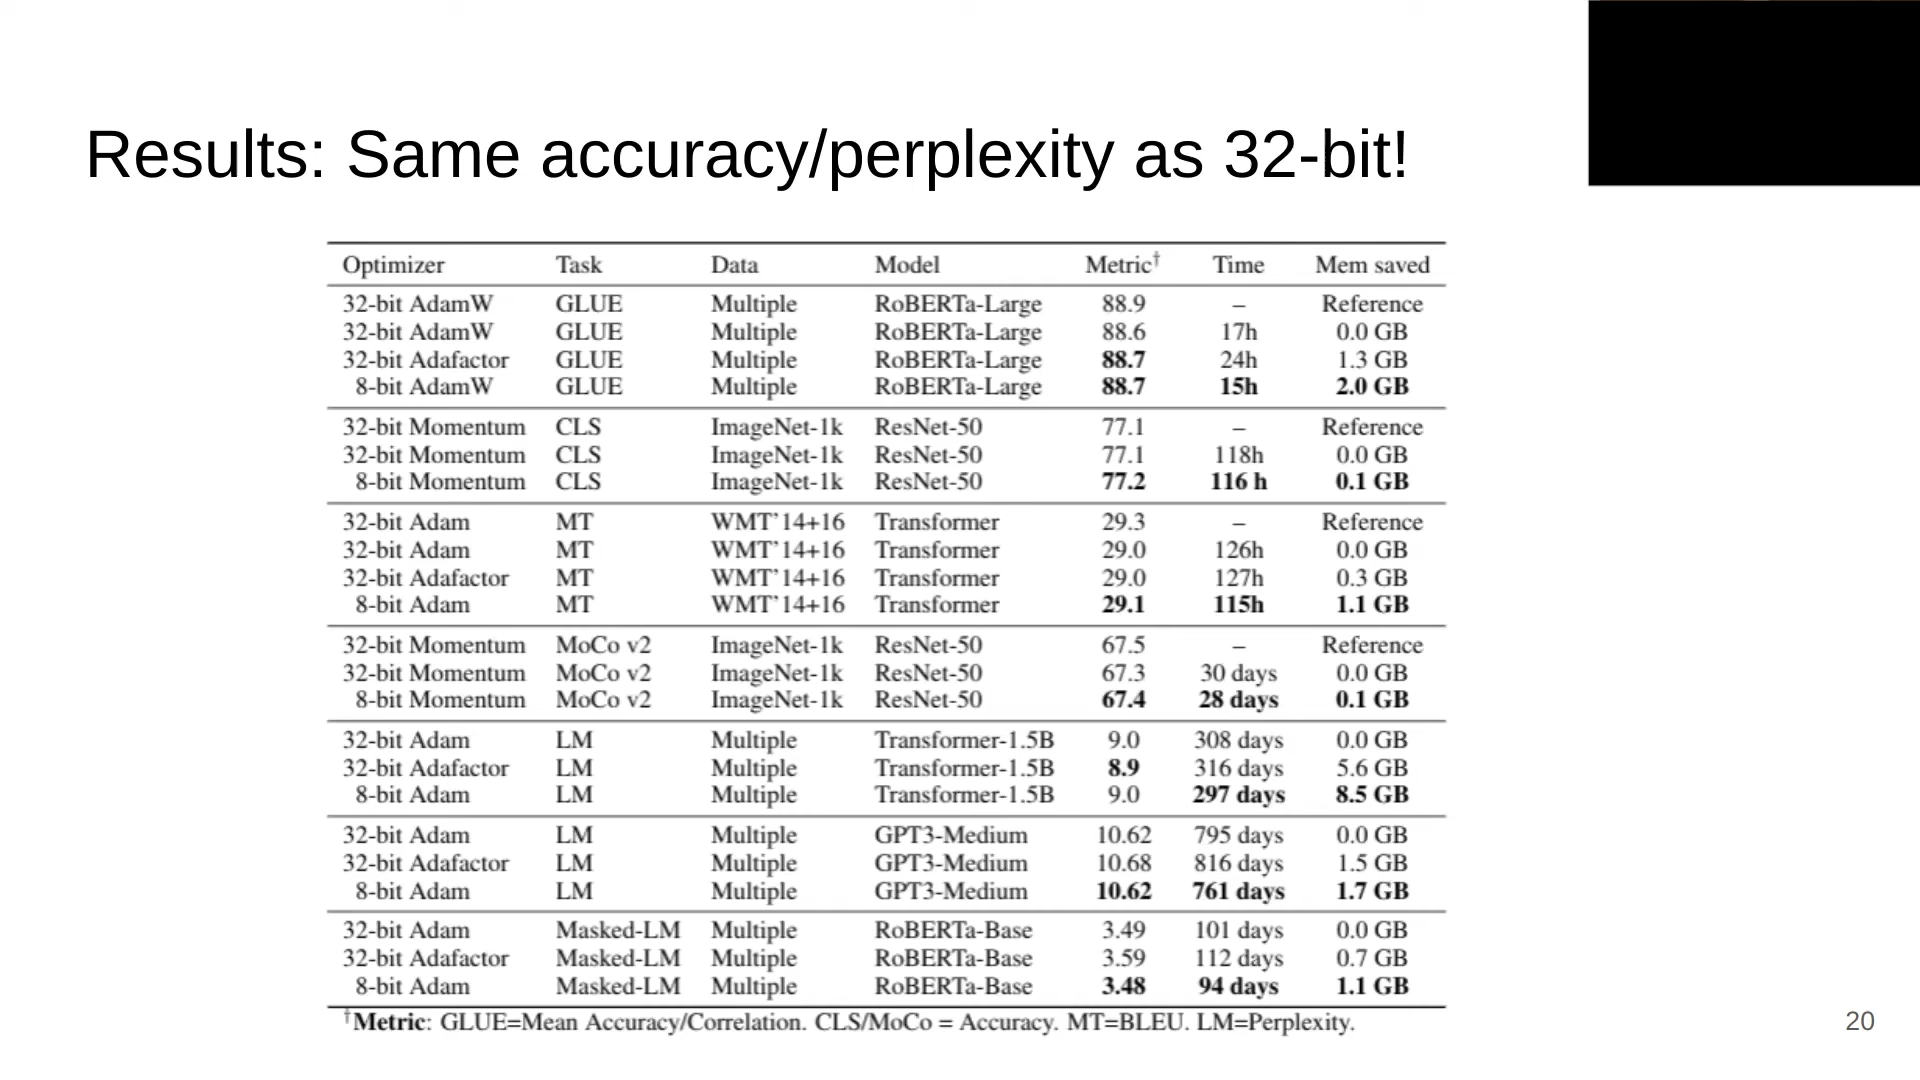 Results: Same accuracy/perplexity as 32-bit!
Optimizer Task Data Model Metric† Time Mem saved
32-bit AdamW GLUE Multiple RoBERTa-Large 88.9 – Reference
32-bit AdamW GLUE Multiple RoBERTa-Large 88.6 17h 0.0 GB
32-bit Adafactor GLUE Multiple RoBERTa-Large 88.7 24h 1.3 GB
8-bit AdamW GLUE Multiple RoBERTa-Large 88.7 15h 2.0 GB
32-bit Momentum CLS ImageNet-1k ResNet-50 77.1 – Reference
32-bit Momentum CLS ImageNet-1k ResNet-50 77.1 118h 0.0 GB
8-bit Momentum CLS ImageNet-1k ResNet-50 77.2 116 h 0.1 GB
32-bit Adam MT WMT'14+16 Transformer 29.3 – Reference
32-bit Adam MT WMT'14+16 Transformer 29.0 126h 0.0 GB
32-bit Adafactor MT WMT'14+16 Transformer 29.0 127h 0.3 GB
8-bit Adam MT WMT'14+16 Transformer 29.1 115h 1.1 GB
32-bit Momentum MoCo v2 ImageNet-1k ResNet-50 67.5 – Reference
32-bit Momentum MoCo v2 ImageNet-1k ResNet-50 67.3 30 days 0.0 GB
8-bit Momentum MoCo v2 ImageNet-1k ResNet-50 67.4 28 days 0.1 GB
32-bit Adam LM Multiple Transformer-1.5B 9.0 308 days 0.0 GB
32-bit Adafactor LM Multiple Transformer-1.5B 8.9 316 days 5.6 GB
8-bit Adam LM Multiple Transformer-1.5B 9.0 297 days 8.5 GB
32-bit Adam LM Multiple GPT3-Medium 10.62 795 days 0.0 GB
32-bit Adafactor LM Multiple GPT3-Medium 10.68 816 days 1.5 GB
8-bit Adam LM Multiple GPT3-Medium 10.62 761 days 1.7 GB
32-bit Adam Masked-LM Multiple RoBERTa-Base 3.49 101 days 0.0 GB
32-bit Adafactor Masked-LM Multiple RoBERTa-Base 3.59 112 days 0.7 GB
8-bit Adam Masked-LM Multiple RoBERTa-Base 3.48 94 days 1.1 GB
†Metric: GLUE=Mean Accuracy/Correlation. CLS/MoCo = Accuracy. MT=BLEU. LM=Perplexity.
20